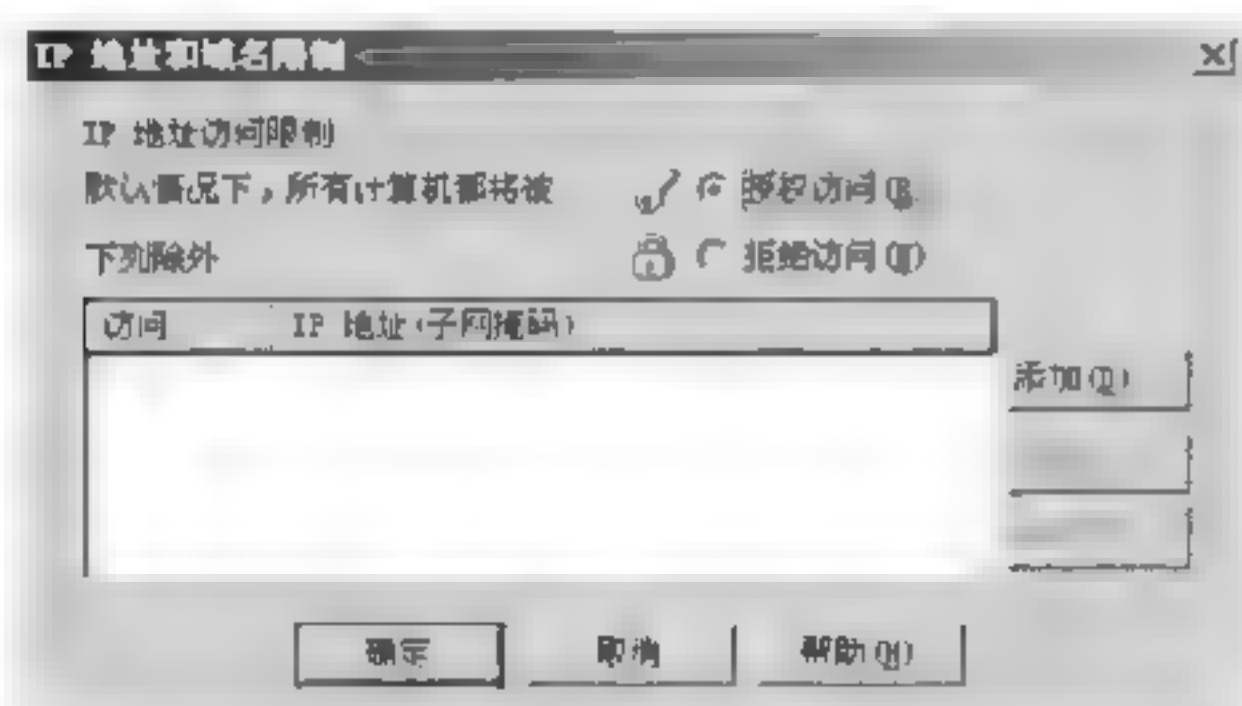 IP 地址和域名限制
IP 地址访问限制
默认情况下，所有计算机都将被
授权访问(R)
下列除外
拒绝访问(N)
访问 IP 地址(子网掩码)
添加(D)
确定 取消 帮助(H)